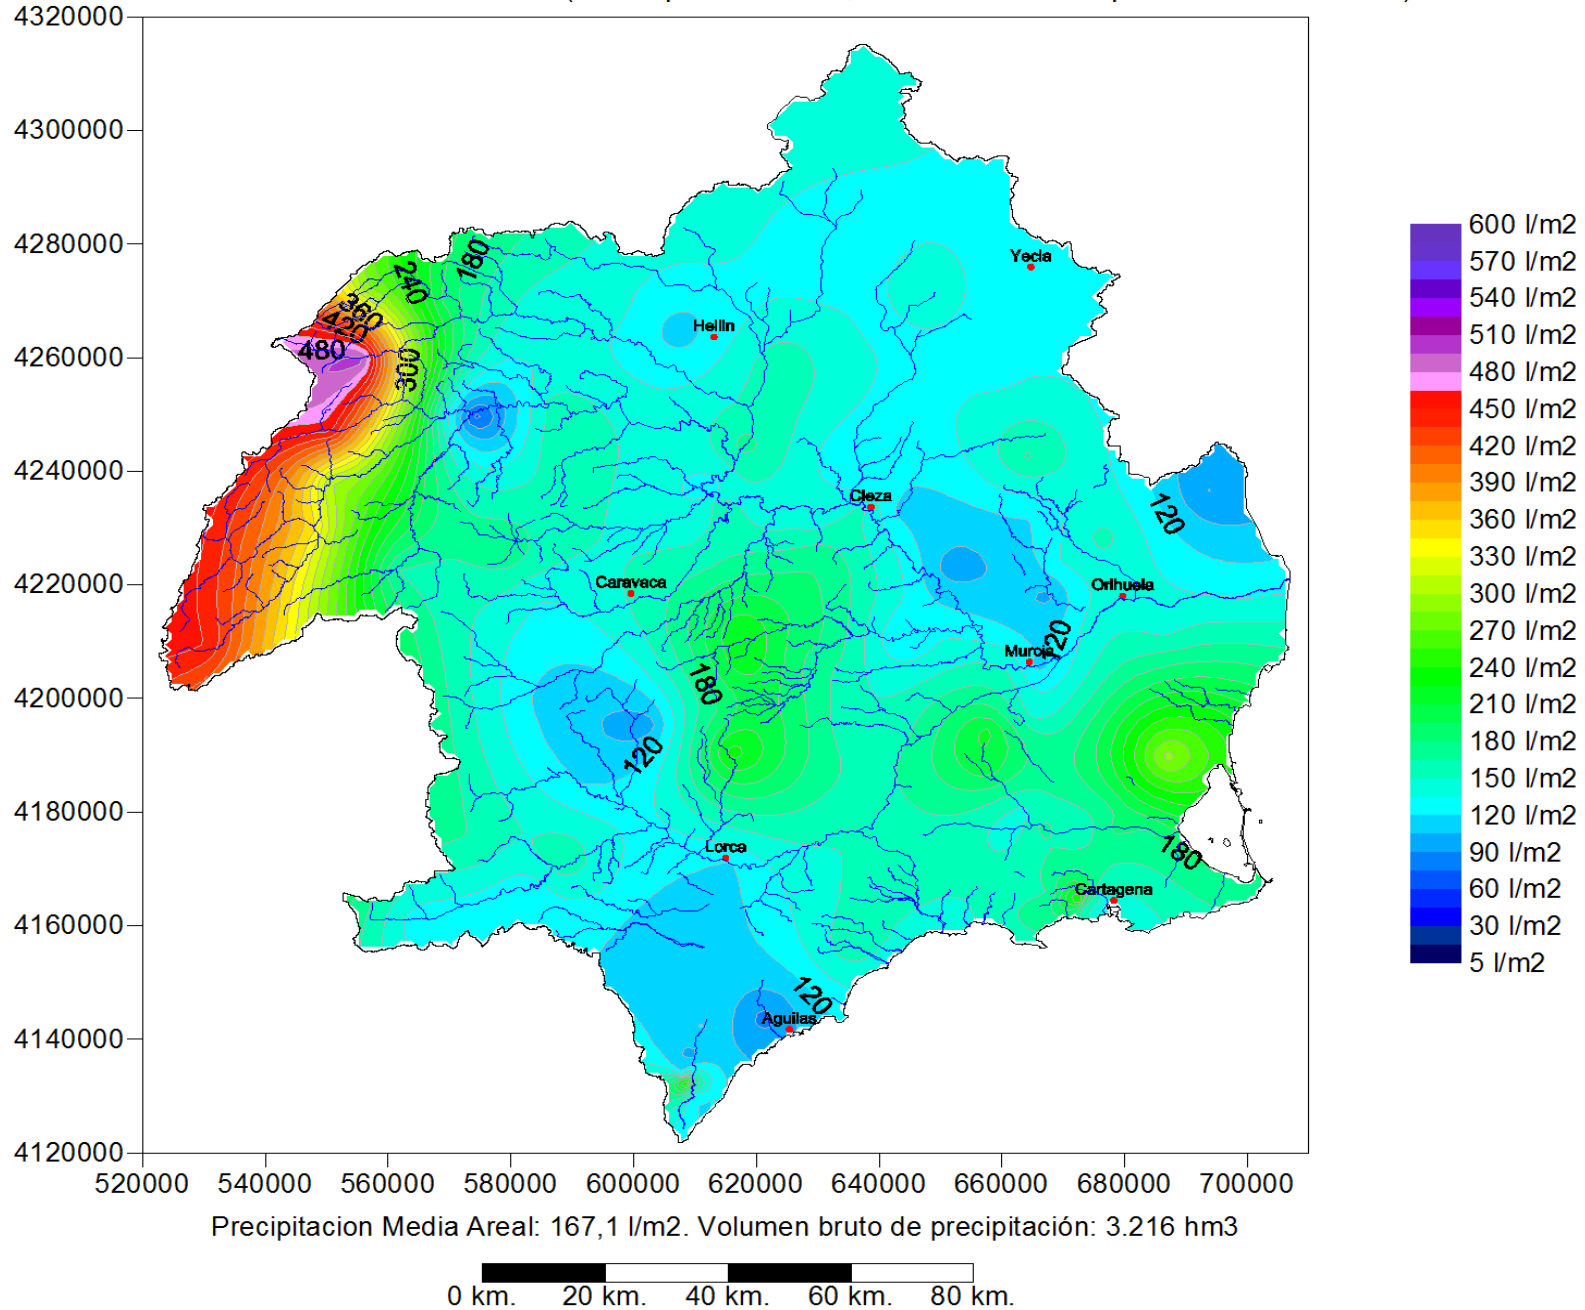 4320000
4300000
4280000
4260000
4240000
4220000
4200000
4180000
4160000
4140000
4120000
520000 540000 560000 580000 600000 620000 640000 660000 680000 700000
180
240
360
420
480
300
Yecla
Hellin
Cieza
120
Caravaca
Orihuela
120
Murcia
180
120
Lorca
180
Cartagena
120
Aguilas
600 l/m2
570 l/m2
540 l/m2
510 l/m2
480 l/m2
450 l/m2
420 l/m2
390 l/m2
360 l/m2
330 l/m2
300 l/m2
270 l/m2
240 l/m2
210 l/m2
180 l/m2
150 l/m2
120 l/m2
90 l/m2
60 l/m2
30 l/m2
5 l/m2
Precipitacion Media Areal: 167,1 l/m2. Volumen bruto de precipitación: 3.216 hm3
0 km. 20 km. 40 km. 60 km. 80 km.